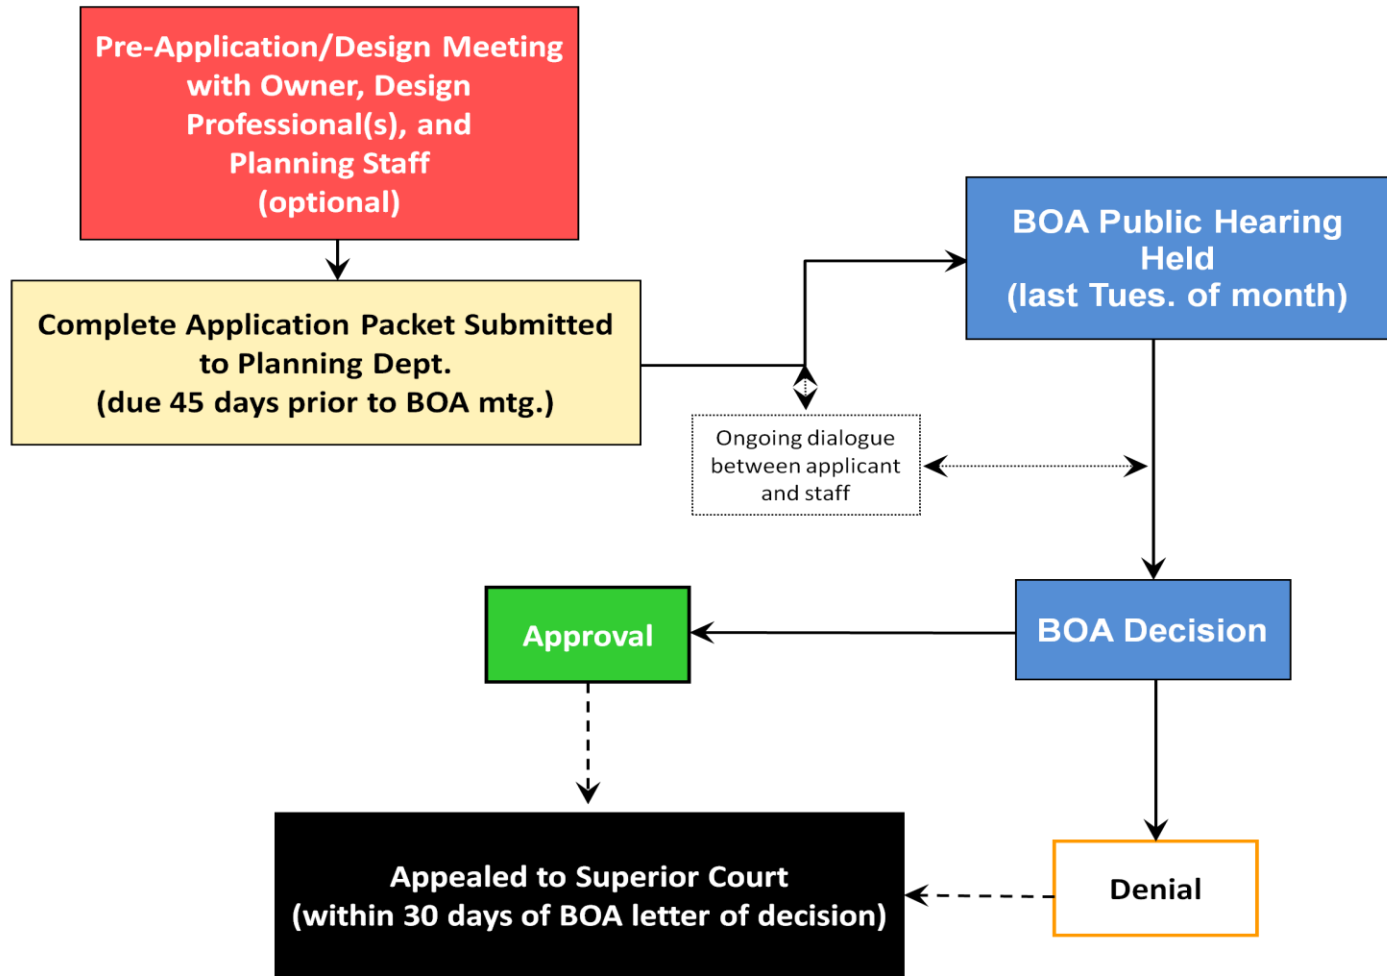 Pre-Application/Design Meeting
with Owner, Design
Professional(s), and
Planning Staff
(optional)
Complete Application Packet Submitted
to Planning Dept.
(due 45 days prior to BOA mtg.)
BOA Public Hearing
Held
(last Tues. of month)
Ongoing dialogue
between applicant
and staff
BOA Decision
Approval
Denial
Appealed to Superior Court
(within 30 days of BOA letter of decision)